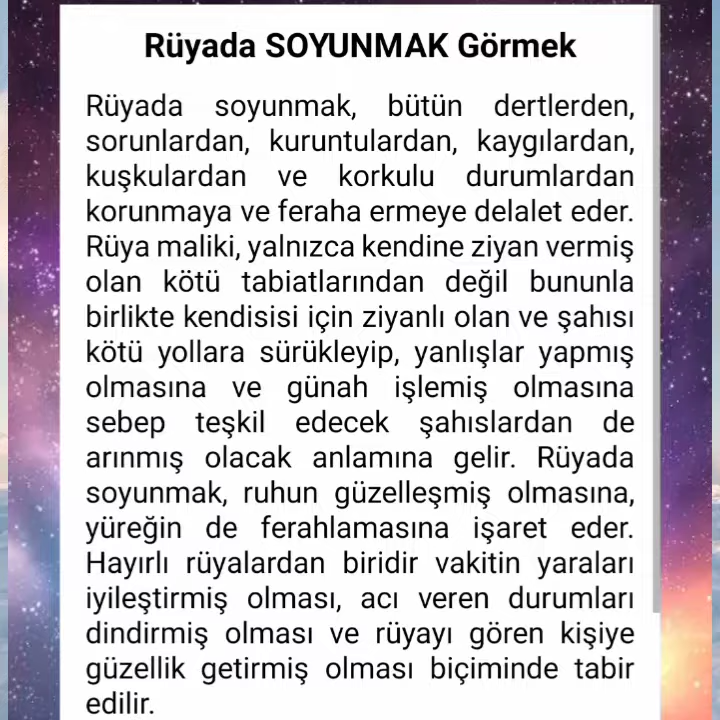 Rüyada SOYUNMAK Görmek
Rüyada soyunmak, bütün dertlerden,
sorunlardan, kuruntulardan, kaygılardan,
kuşkulardan ve korkulu durumlardan
korunmaya ve feraha ermeye delalet eder.
Rüya maliki, yalnızca kendine ziyan vermiş
olan kötü tabiatlarından değil bununla
birlikte kendisisi için ziyanlı olan ve şahısı
kötü yollara sürükleyip, yanlışlar yapmış
olmasına ve günah işlemiş olmasına
sebep teşkil edecek şahıslardan de
arınmış olacak anlamına gelir. Rüyada
soyunmak, ruhun güzelleşmiş olmasına,
yüreğin de ferahlamasına işaret eder.
Hayırlı rüyalardan biridir vakitin yaraları
iyileştirmiş olması, acı veren durumları
dindirmiş olması ve rüyayı gören kişiye
güzellik getirmiş olması biçiminde tabir
edilir.